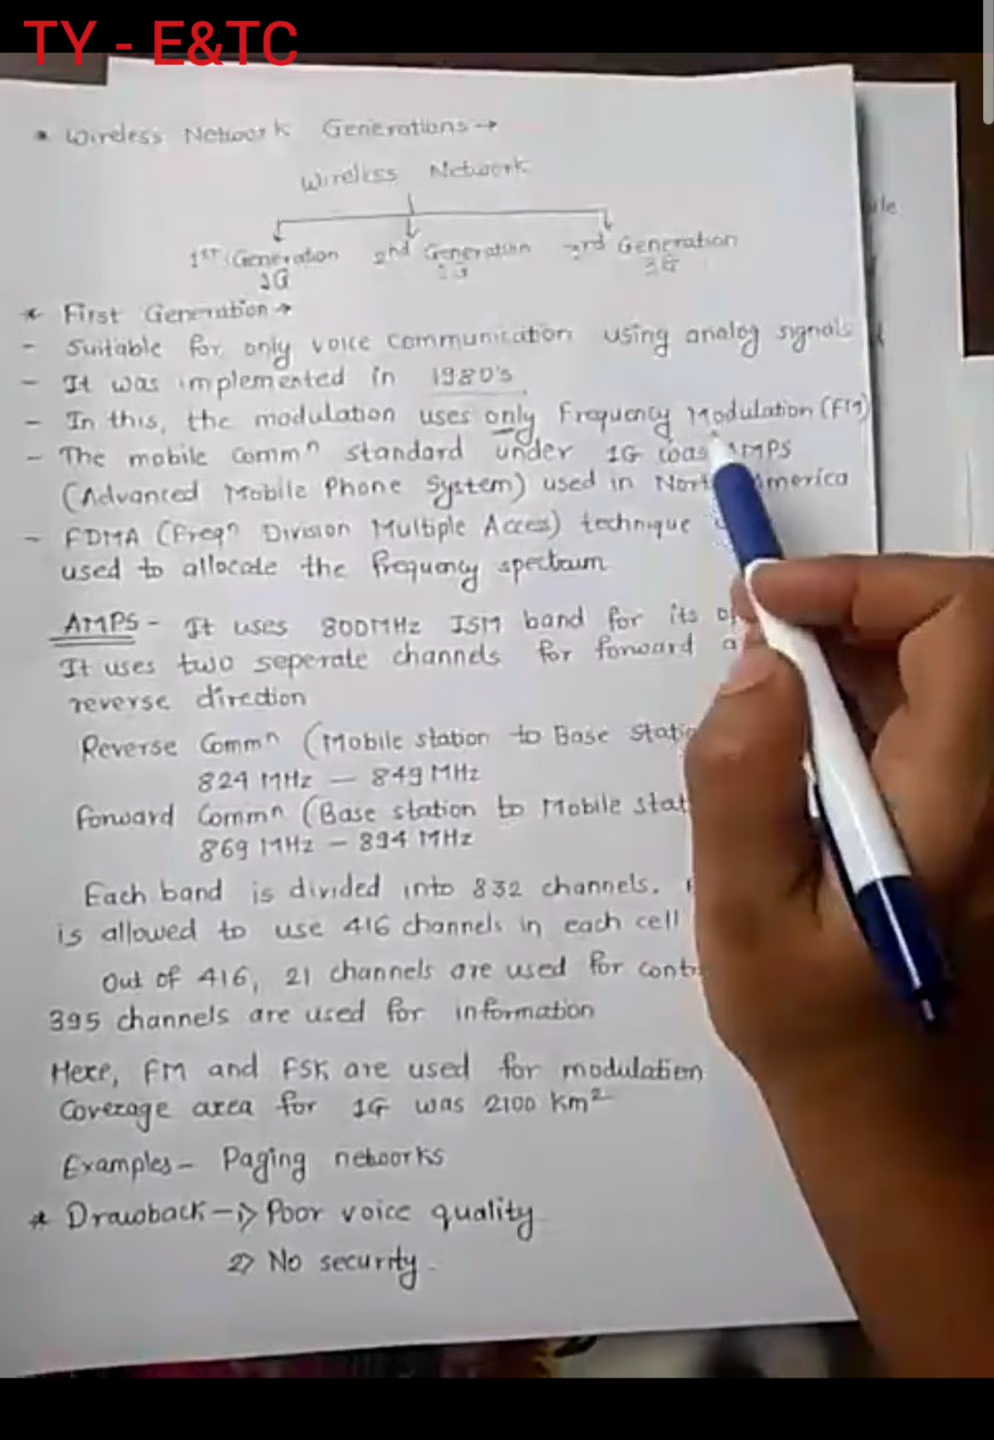 TY - E&TC
* Wireless Network Generations →
Wireless Network
1st Generation 2nd Generation 3rd Generation
1G 2G 3G
* First Generation →
- Suitable for only voice communication using analog signals
- It was implemented in 1980's
- In this, the modulation uses only Frequency Modulation (FM)
- The mobile commⁿ standard under 1G was AMPS
(Advanced Mobile Phone System) used in North America
- FDMA (Freqⁿ Division Multiple Access) technique
used to allocate the frequency spectrum
AMPS - It uses 800MHz ISM band for its
It uses two seperate channels for forward
reverse direction
Reverse Commⁿ (Mobile station to Base
824 MHz - 849 MHz
Forward Commⁿ (Base station to Mobile
869 MHz - 894 MHz
Each band is divided into 832 channels.
is allowed to use 416 channels in each cell
Out of 416, 21 channels are used for
395 channels are used for information
Here, FM and FSK are used for modulation
Coverage area for 1G was 2100 Km²
Examples - Paging networks
* Drawback - 1> Poor voice quality
2> No security.